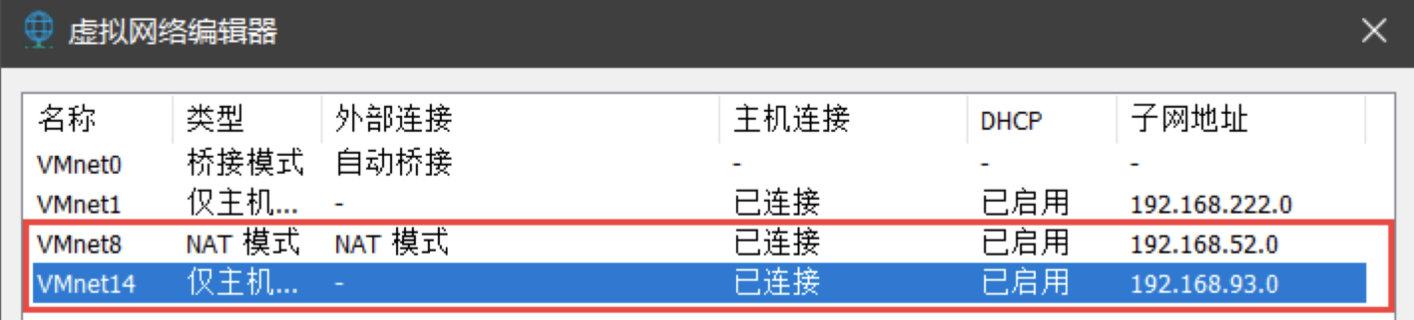 虚拟网络编辑器
名称 类型 外部连接 主机连接 DHCP 子网地址
VMnet0 桥接模式 自动桥接 - - -
VMnet1 仅主机... - 已连接 已启用 192.168.222.0
VMnet8 NAT 模式 NAT 模式 已连接 已启用 192.168.52.0
VMnet14 仅主机... - 已连接 已启用 192.168.93.0